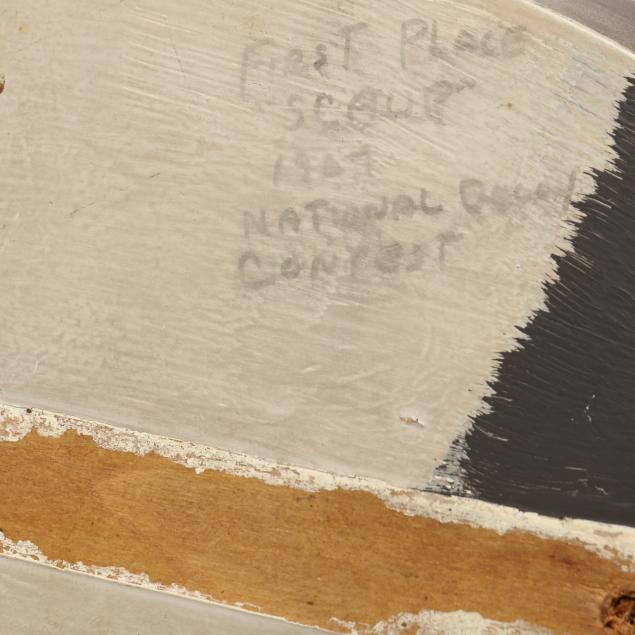 FIRST PLACE
SCAUP
NATIONAL DECOY
CONTEST